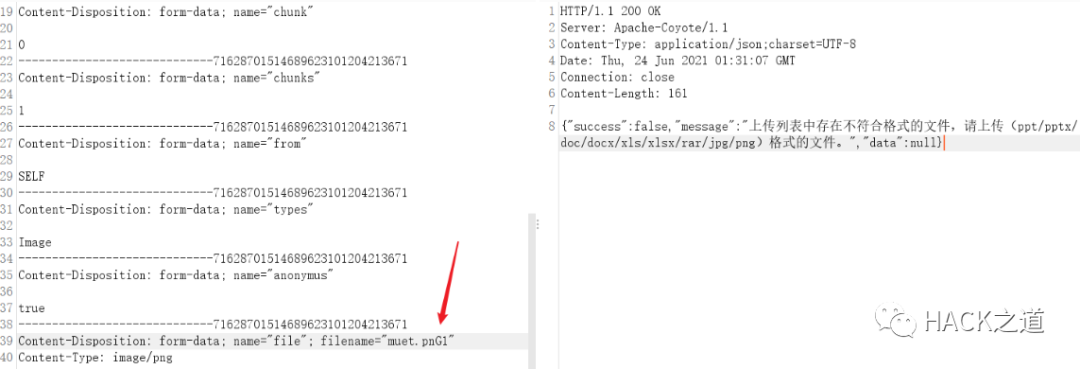 19 Content-Disposition: form-data; name="chunk"
20
21 0
22 -----------------------------71628701514689623101204213671
23 Content-Disposition: form-data; name="chunks"
24
25 1
26 -----------------------------71628701514689623101204213671
27 Content-Disposition: form-data; name="from"
28
29 SELF
30 -----------------------------71628701514689623101204213671
31 Content-Disposition: form-data; name="types"
32
33 Image
34 -----------------------------71628701514689623101204213671
35 Content-Disposition: form-data; name="anonymus"
36
37 true
38 -----------------------------71628701514689623101204213671
39 Content-Disposition: form-data; name="file"; filename="muet.pnG1"
40 Content-Type: image/png
1 HTTP/1.1 200 OK
2 Server: Apache-Coyote/1.1
3 Content-Type: application/json;charset=UTF-8
4 Date: Thu, 24 Jun 2021 01:31:07 GMT
5 Connection: close
6 Content-Length: 161
7
8 {"success":false,"message":"上传列表中存在不符合格式的文件，请上传（ppt/pptx/
doc/docx/xls/xlsx/rar/jpg/png）格式的文件。","data":null}
HACK之道